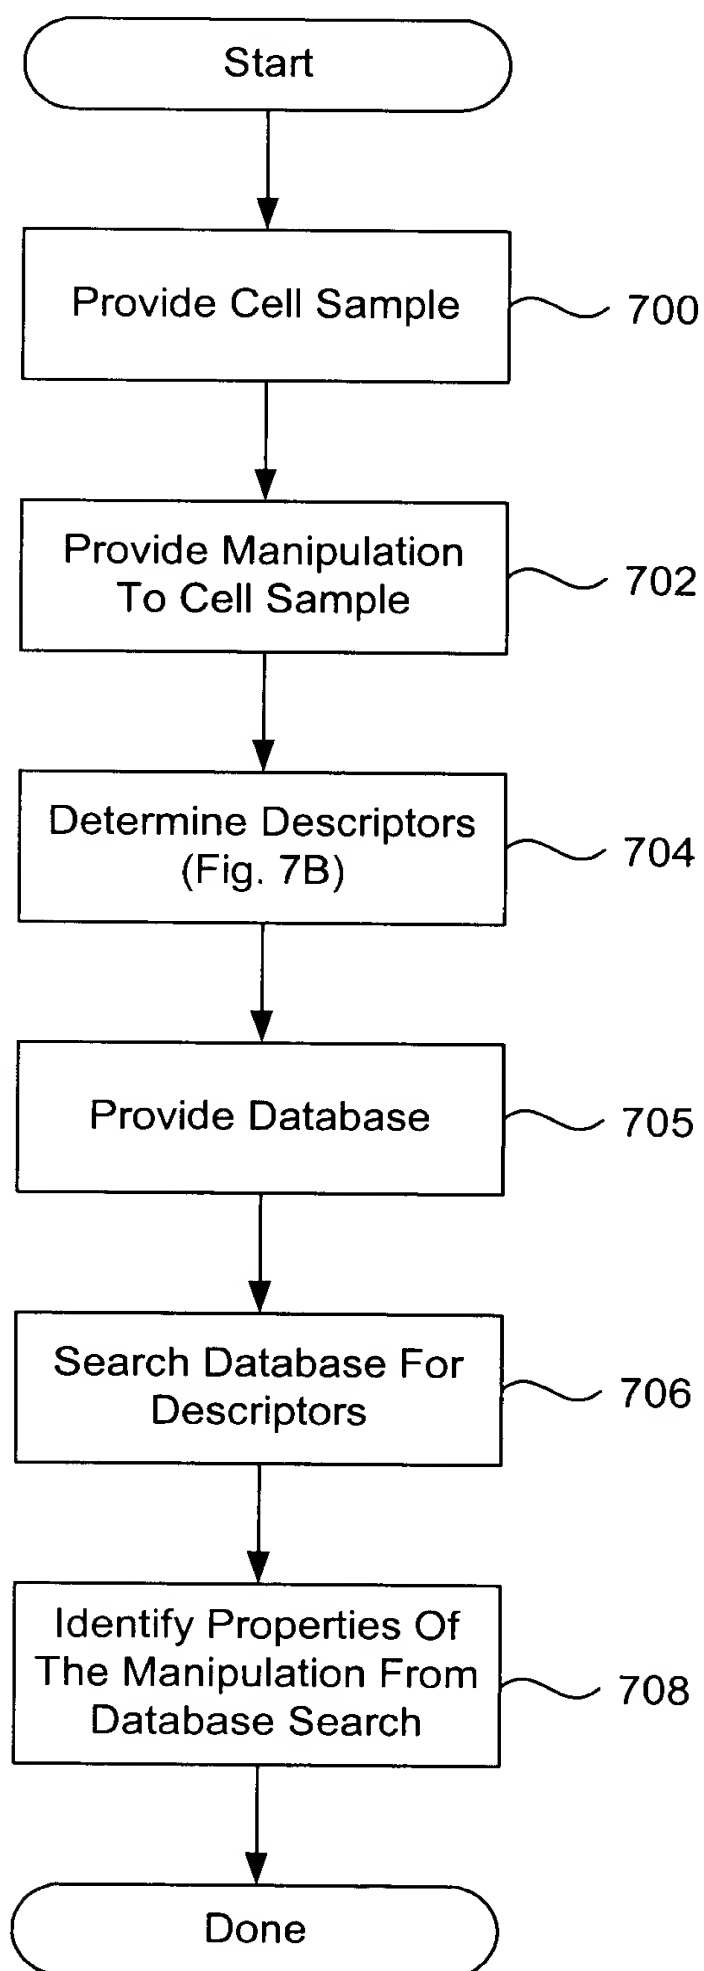 Start
Provide Cell Sample
700
Provide Manipulation
To Cell Sample
702
Determine Descriptors
(Fig. 7B)
704
Provide Database
705
Search Database For
Descriptors
706
Identify Properties Of
The Manipulation From
Database Search
708
Done